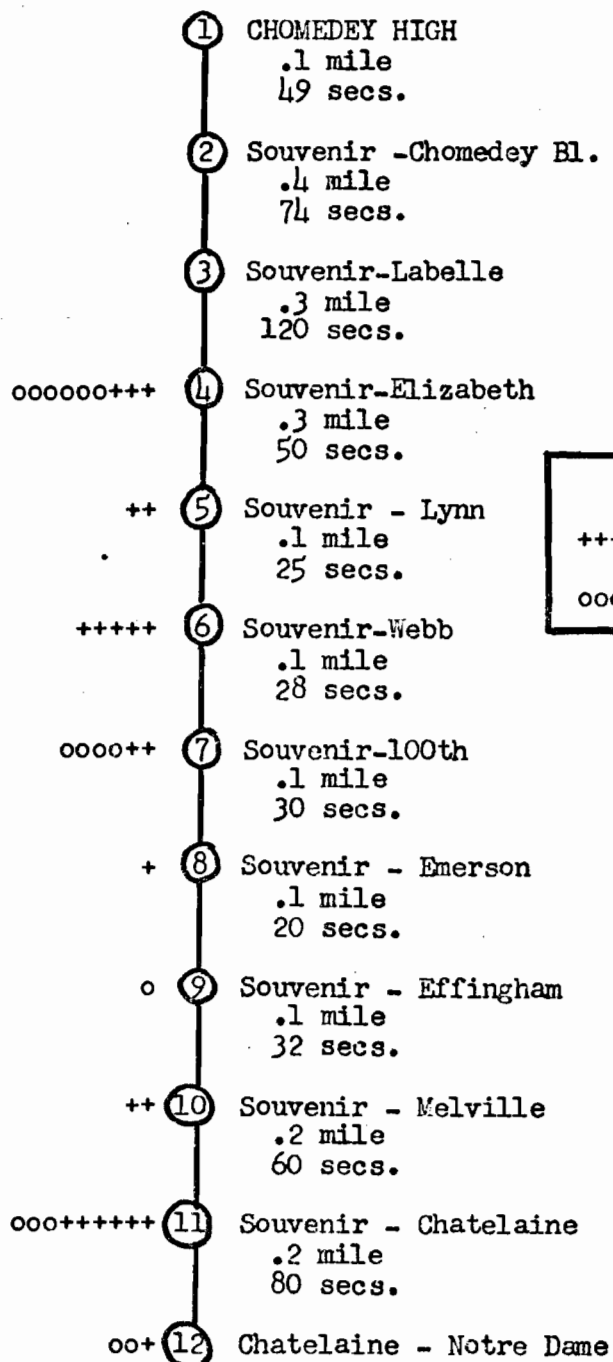 1 CHOMEDEY HIGH
.1 mile
49 secs.
2 Souvenir -Chomedey Bl.
.4 mile
74 secs.
3 Souvenir-Labelle
.3 mile
120 secs.
oooooo+++ 4 Souvenir-Elizabeth
.3 mile
50 secs.
++ 5 Souvenir - Lynn
.1 mile
25 secs.
+++++ 6 Souvenir-Webb
.1 mile
28 secs.
oooo++ 7 Souvenir-100th
.1 mile
30 secs.
+ 8 Souvenir - Emerson
.1 mile
20 secs.
o 9 Souvenir - Effingham
.1 mile
32 secs.
++ 10 Souvenir - Melville
.2 mile
60 secs.
ooo++++++ 11 Souvenir - Chatelaine
.2 mile
80 secs.
oo+ 12 Chatelaine - Notre Dame